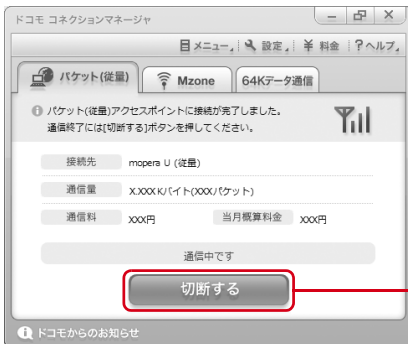 ドコモ コネクションマネージャ
メニュー 設定 ¥ 料金 ?ヘルプ
パケット(従量) Mzone 64Kデータ通信
パケット(従量)アクセスポイントに接続が完了しました。
通信終了には[切断する]ボタンを押してください。
接続先 mopera U (従量)
通信量 X.XXX Kバイト(XXXパケット)
通信料 XXX円 当月概算料金 XXX円
通信中です
切断する
ドコモからのお知らせ